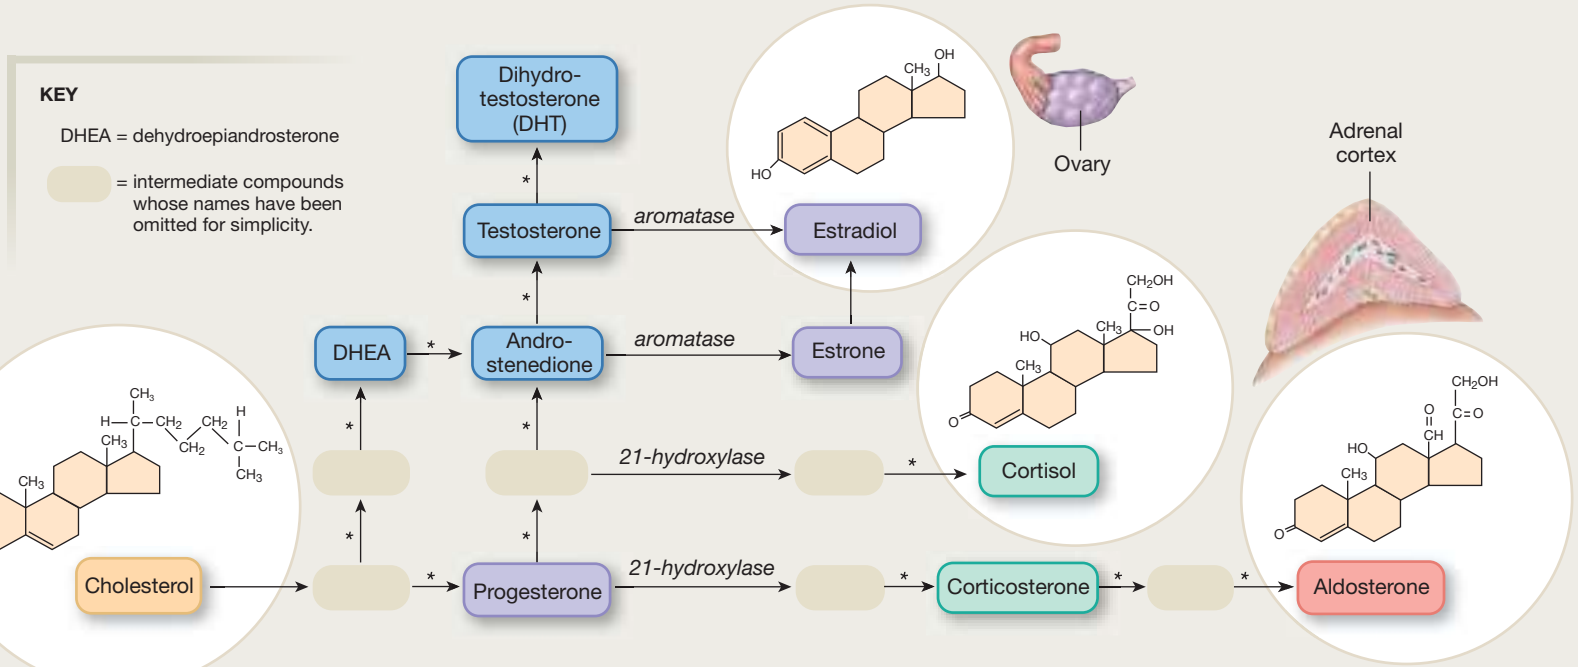 KEY
DHEA = dehydroepiandrosterone
= intermediate compounds
whose names have been
omitted for simplicity.
Dihydro-
testosterone
(DHT)
*
Testosterone
aromatase
Estradiol
*
DHEA
*
Andro-
stenedione
aromatase
Estrone
*
*
21-hydroxylase
*
Cortisol
*
*
Cholesterol
*
Progesterone
21-hydroxylase
*
Corticosterone
*
*
Aldosterone
OH
CH₃
HO
Ovary
Adrenal
cortex
CH₂OH
C=O
HO
CH₃
OH
CH₃
O
CH₂OH
O
C=O
CH
HO
CH₃
O
CH₃
H
H–C–CH₂
CH₂
CH₃
CH₂
C–CH₃
CH₃
CH₃